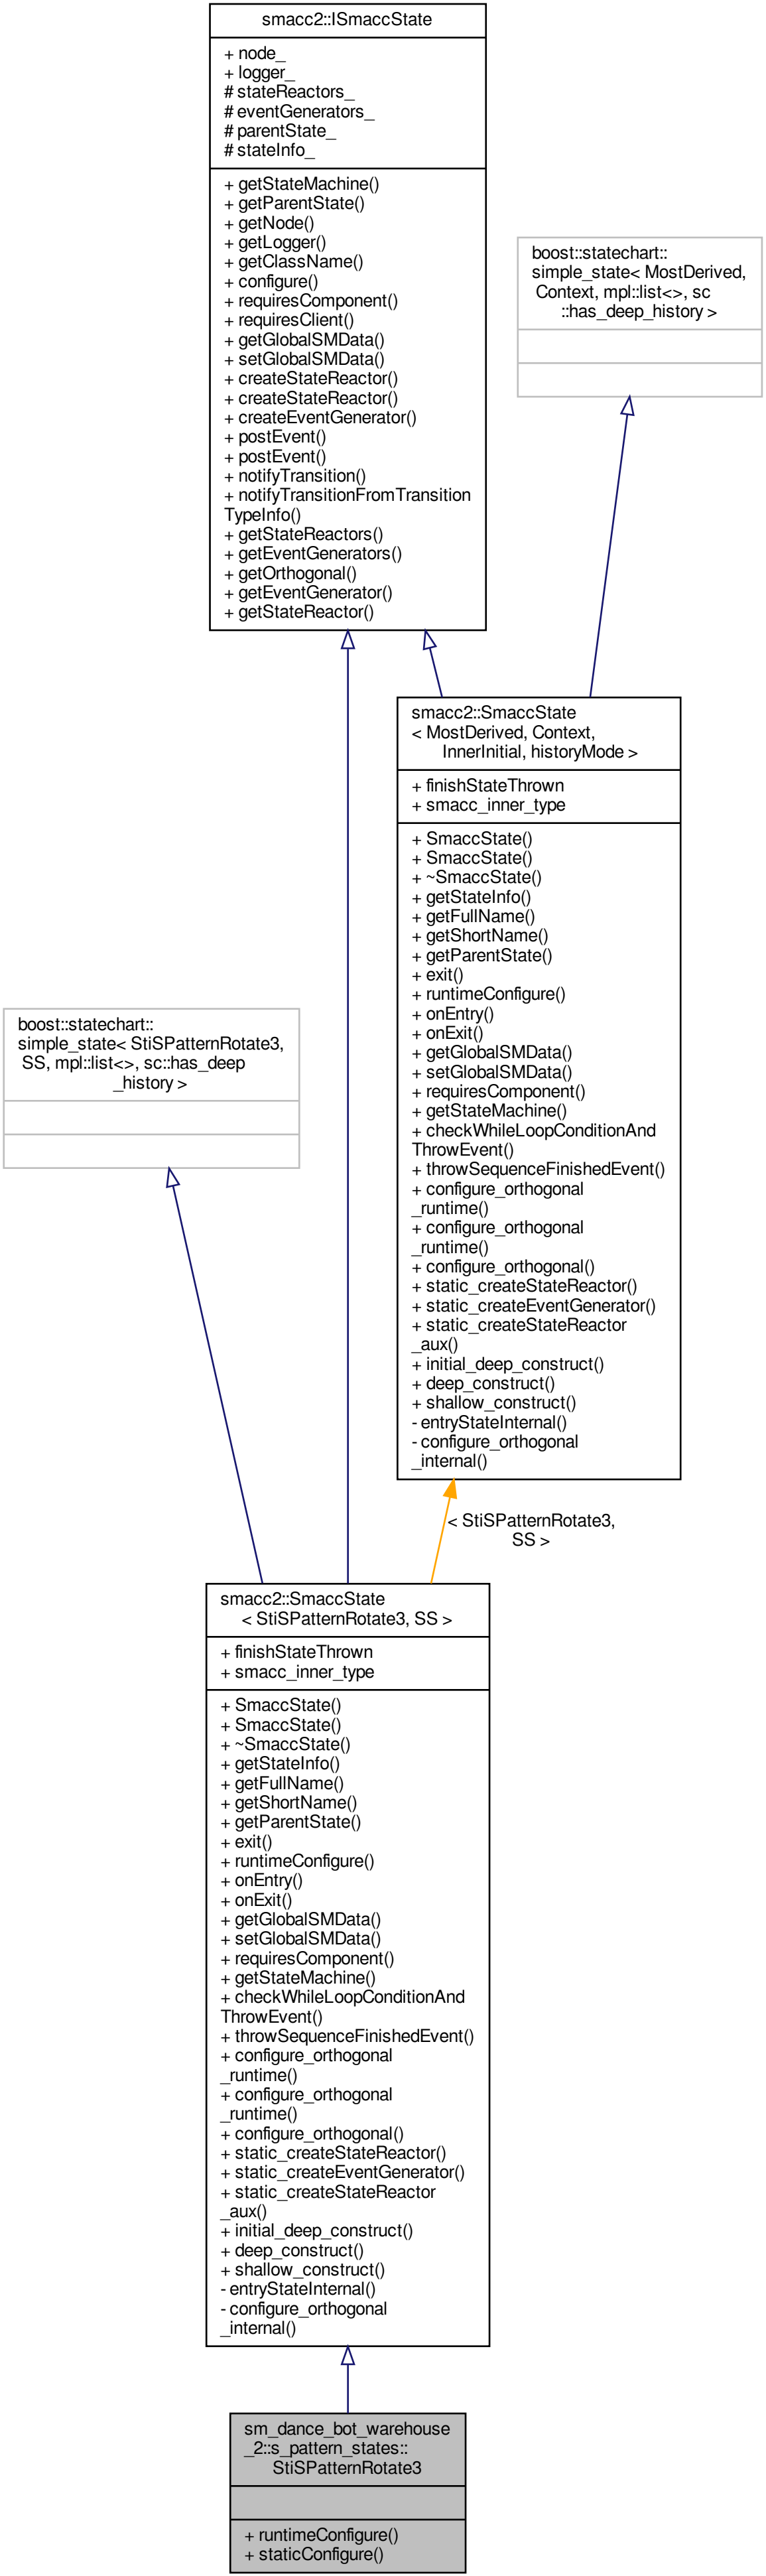 smacc2::ISmaccState
+ node_
+ logger_
# stateReactors_
# eventGenerators_
# parentState_
# stateInfo_
+ getStateMachine()
+ getParentState()
+ getNode()
+ getLogger()
+ getClassName()
+ configure()
+ requiresComponent()
+ requiresClient()
+ getGlobalSMData()
+ setGlobalSMData()
+ createStateReactor()
+ createStateReactor()
+ createEventGenerator()
+ postEvent()
+ postEvent()
+ notifyTransition()
+ notifyTransitionFromTransition
TypeInfo()
+ getStateReactors()
+ getEventGenerators()
+ getOrthogonal()
+ getEventGenerator()
+ getStateReactor()
boost::statechart::
simple_state< MostDerived,
Context, mpl::list<>, sc
::has_deep_history >
smacc2::SmaccState
< MostDerived, Context,
InnerInitial, historyMode >
+ finishStateThrown
+ smacc_inner_type
+ SmaccState()
+ SmaccState()
+ ~SmaccState()
+ getStateInfo()
+ getFullName()
+ getShortName()
+ getParentState()
+ exit()
+ runtimeConfigure()
+ onEntry()
+ onExit()
+ getGlobalSMData()
+ setGlobalSMData()
+ requiresComponent()
+ getStateMachine()
+ checkWhileLoopConditionAnd
ThrowEvent()
+ throwSequenceFinishedEvent()
+ configure_orthogonal
_runtime()
+ configure_orthogonal
_runtime()
+ configure_orthogonal()
+ static_createStateReactor()
+ static_createEventGenerator()
+ static_createStateReactor
_aux()
+ initial_deep_construct()
+ deep_construct()
+ shallow_construct()
- entryStateInternal()
- configure_orthogonal
_internal()
boost::statechart::
simple_state< StiSPatternRotate3,
SS, mpl::list<>, sc::has_deep
_history >
< StiSPatternRotate3,
SS >
smacc2::SmaccState
< StiSPatternRotate3, SS >
+ finishStateThrown
+ smacc_inner_type
+ SmaccState()
+ SmaccState()
+ ~SmaccState()
+ getStateInfo()
+ getFullName()
+ getShortName()
+ getParentState()
+ exit()
+ runtimeConfigure()
+ onEntry()
+ onExit()
+ getGlobalSMData()
+ setGlobalSMData()
+ requiresComponent()
+ getStateMachine()
+ checkWhileLoopConditionAnd
ThrowEvent()
+ throwSequenceFinishedEvent()
+ configure_orthogonal
_runtime()
+ configure_orthogonal
_runtime()
+ configure_orthogonal()
+ static_createStateReactor()
+ static_createEventGenerator()
+ static_createStateReactor
_aux()
+ initial_deep_construct()
+ deep_construct()
+ shallow_construct()
- entryStateInternal()
- configure_orthogonal
_internal()
sm_dance_bot_warehouse
_2::s_pattern_states::
StiSPatternRotate3
+ runtimeConfigure()
+ staticConfigure()